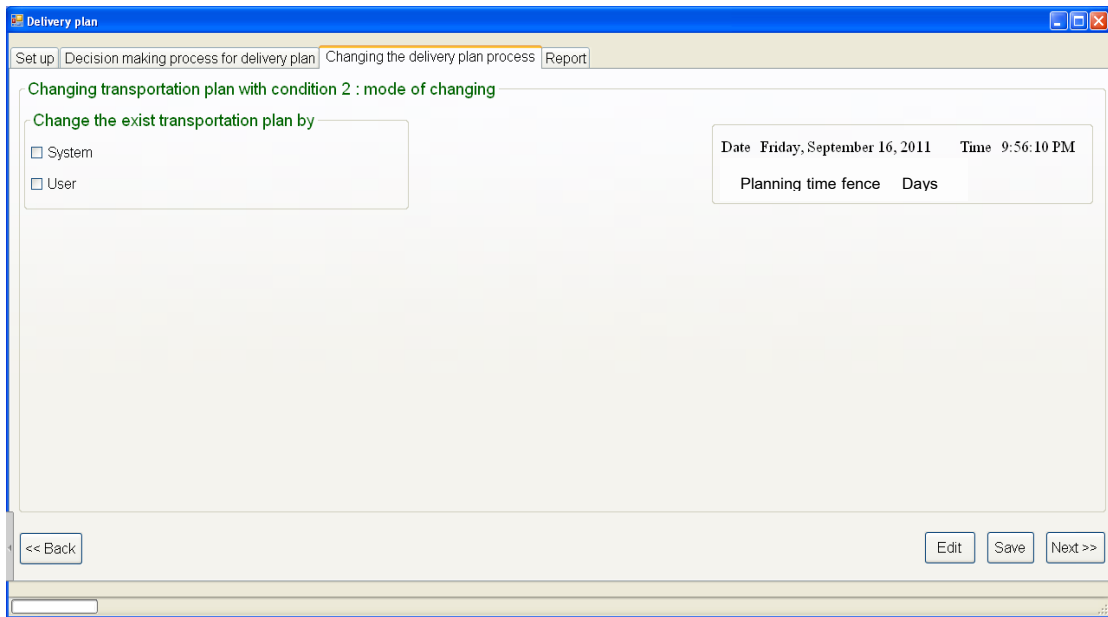 Delivery plan
Set up Decision making process for delivery plan Changing the delivery plan process Report
Changing transportation plan with condition 2 : mode of changing
Change the exist transportation plan by
System
User
Date Friday, September 16, 2011 Time 9:56:10 PM
Planning time fence Days
<< Back
Edit Save Next >>